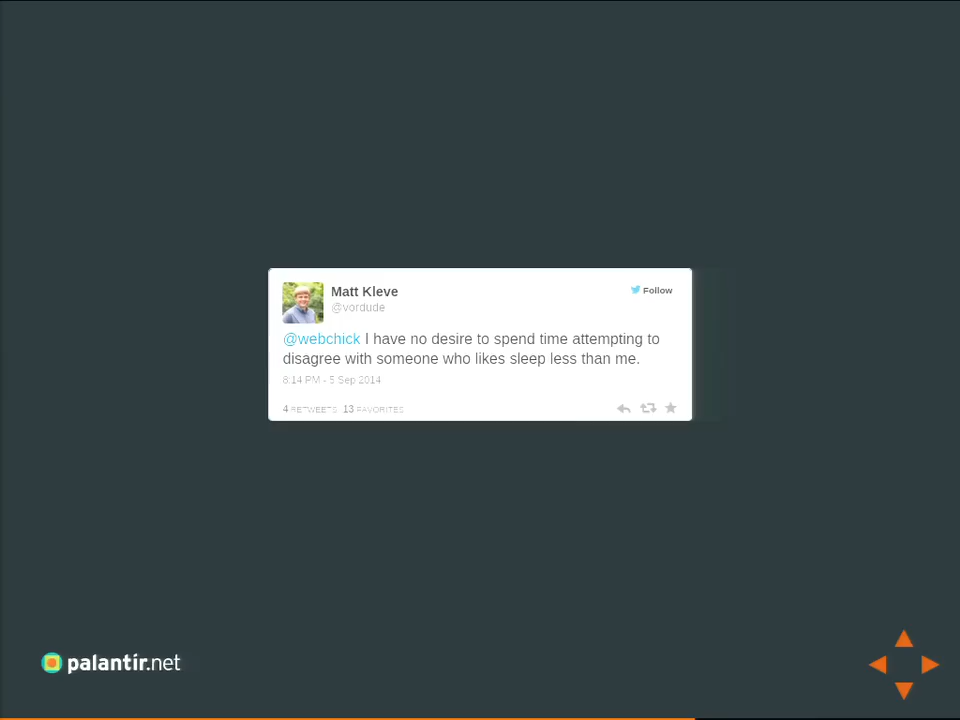 Matt Kleve
Follow
@vordude
@webchick I have no desire to spend time attempting to
disagree with someone who likes sleep less than me.
8:14 PM - 5 Sep 2014
4 RETWEETS 13 FAVORITES
palantir.net